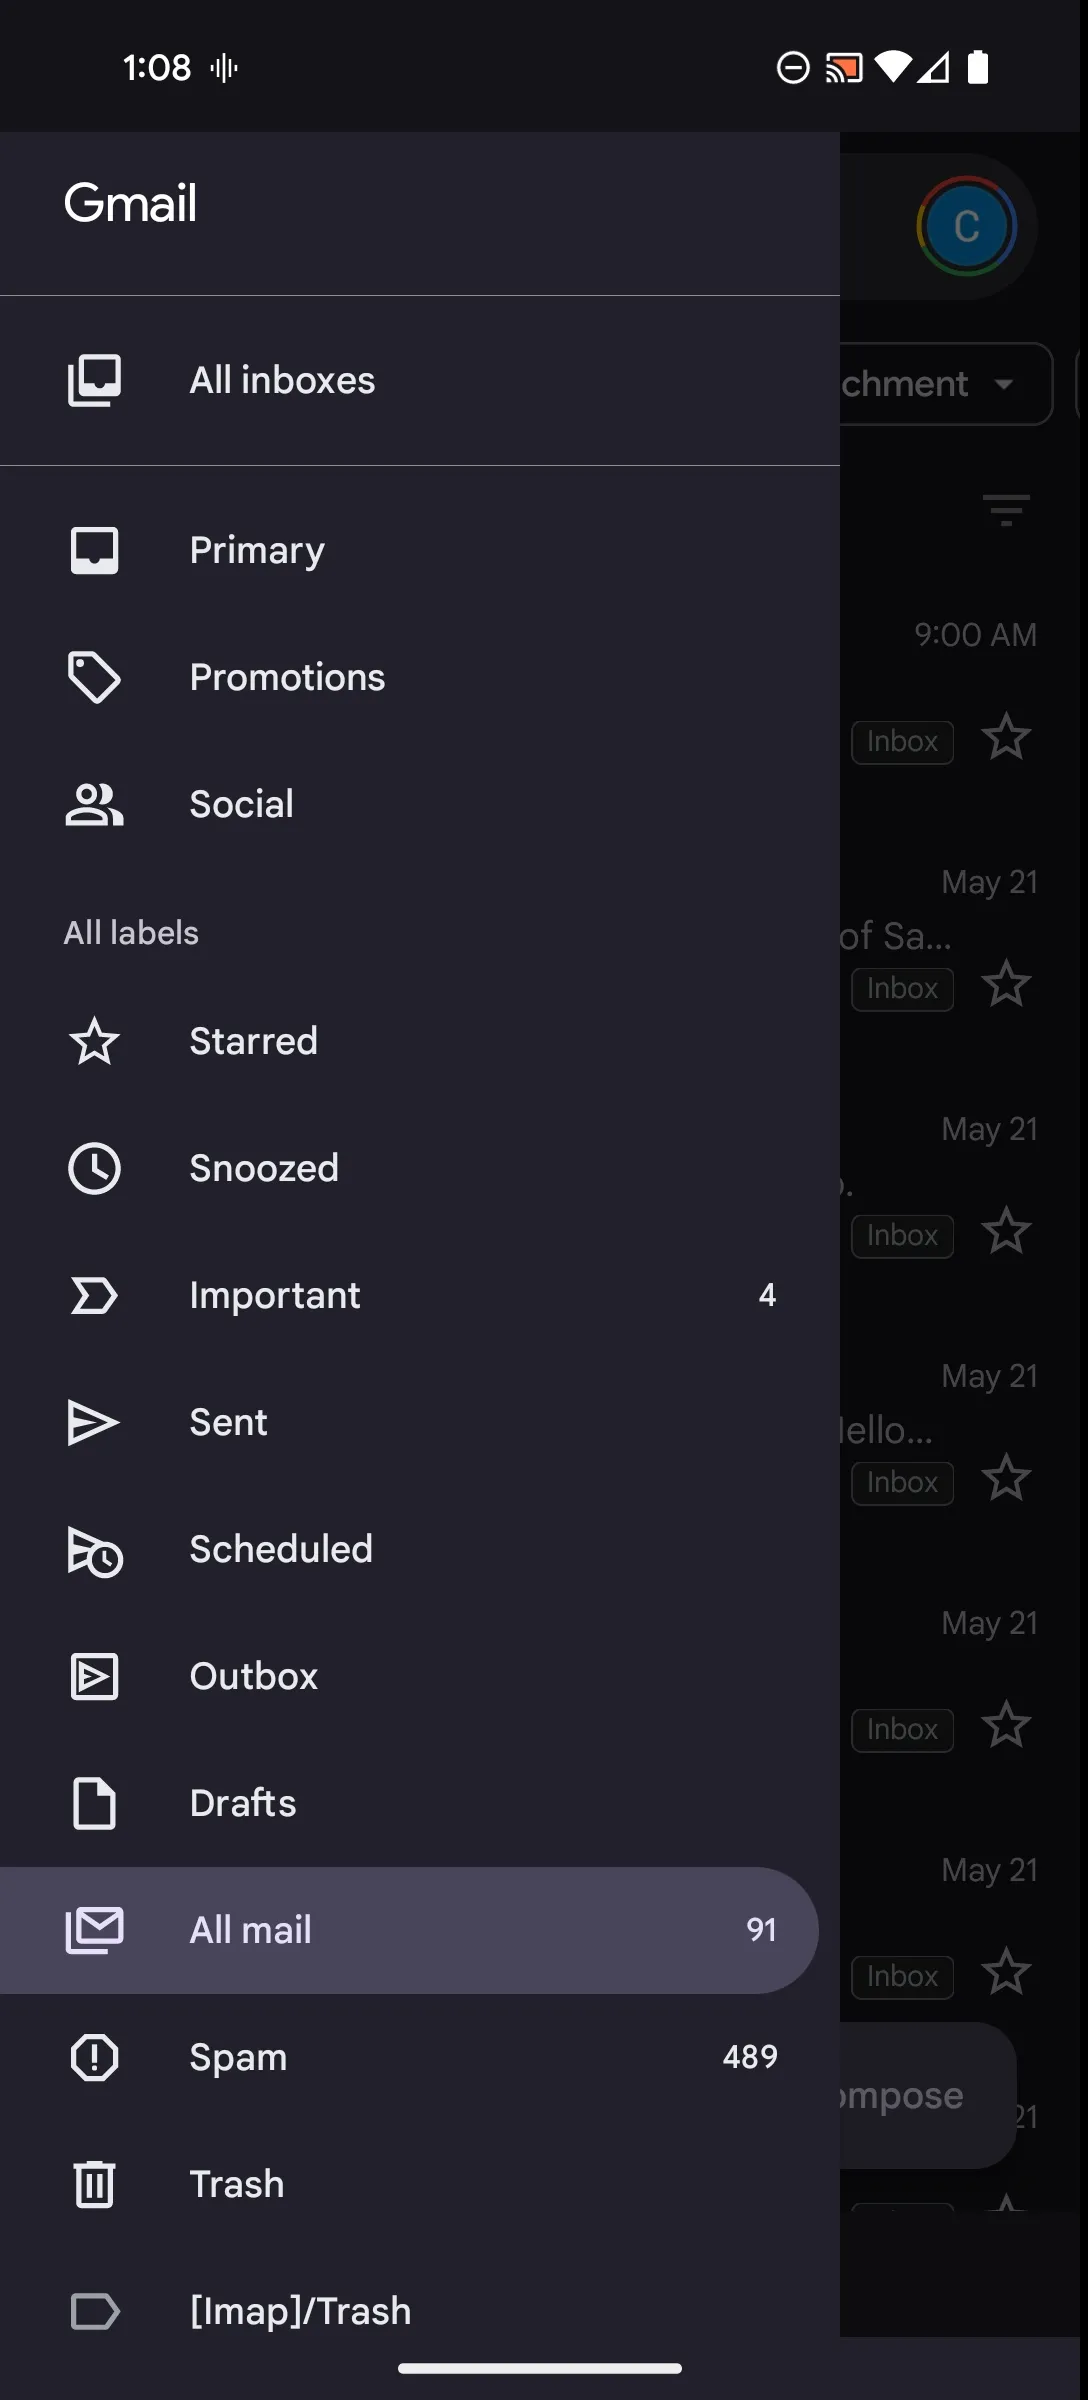 1:08
Gmail
C
All inboxes
chment
Primary
9:00 AM
Promotions
Inbox
Social
May 21
All labels
of Sa...
Inbox
Starred
May 21
Snoozed
Inbox
Important 4
May 21
Sent
ello...
Inbox
Scheduled
May 21
Outbox
Inbox
Drafts
May 21
All mail 91
Inbox
Spam 489
ompose
21
Trash
[Imap]/Trash